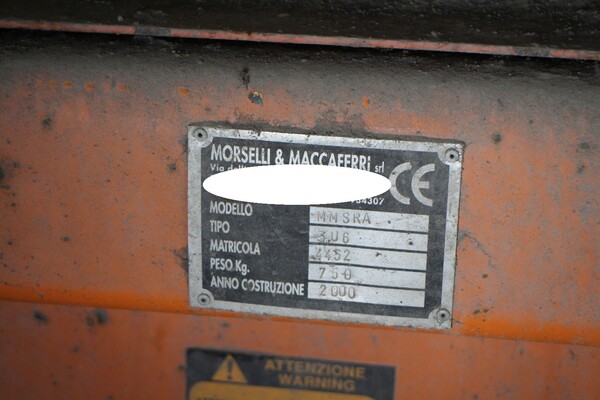 MORSELLI & MACCAFERRI srl
CE
MODELLO MMSRA
TIPO 306
MATRICOLA 4452
PESO Kg. 750
ANNO COSTRUZIONE 2000
ATTENZIONE
WARNING